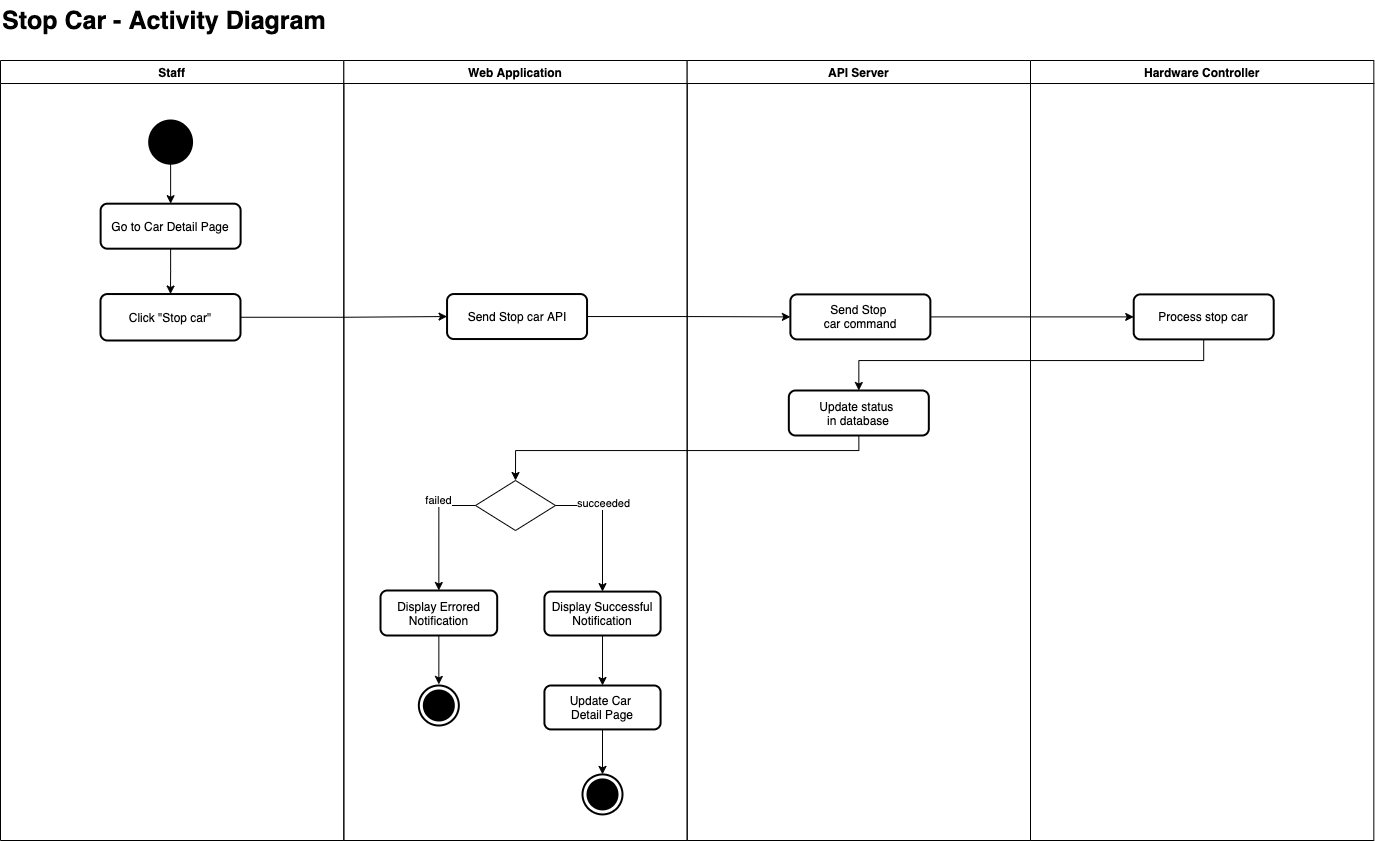 Stop Car - Activity Diagram
Staff
Web Application
API Server
Hardware Controller
Go to Car Detail Page
Click "Stop car"
Send Stop car API
Send Stop
car command
Process stop car
Update status
in database
failed
succeeded
Display Errored
Notification
Display Successful
Notification
Update Car
Detail Page